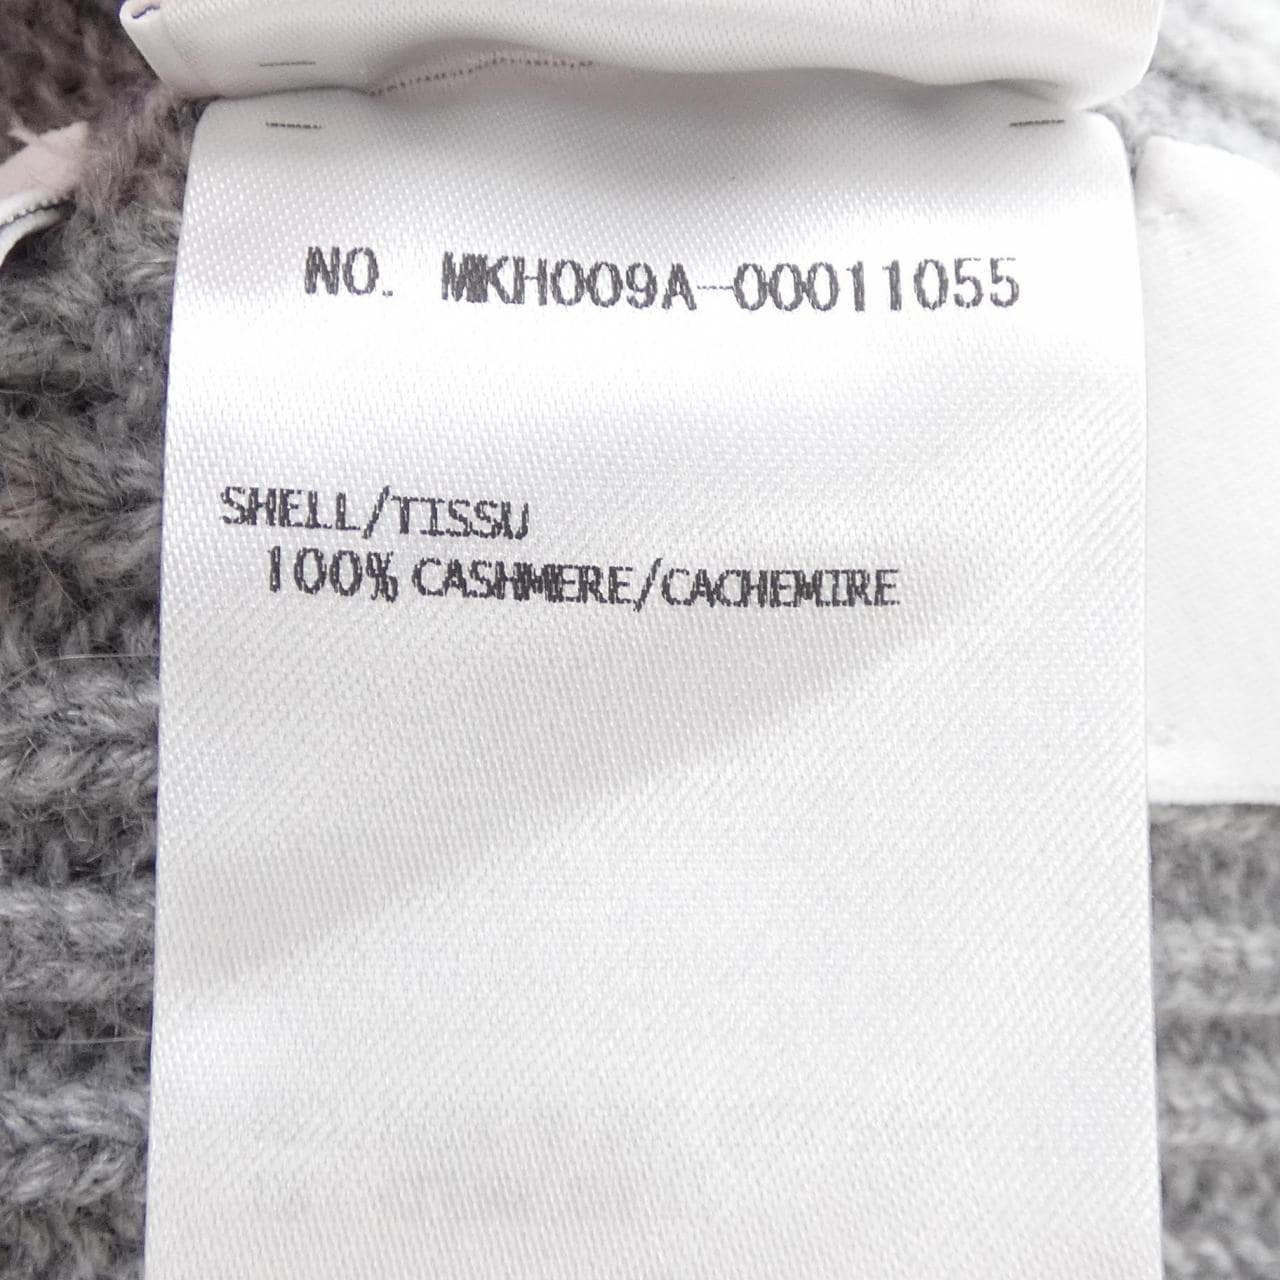 NO. MKH009A-00011055
SHELL/TISSU
100% CASHMERE/CACHEMIRE